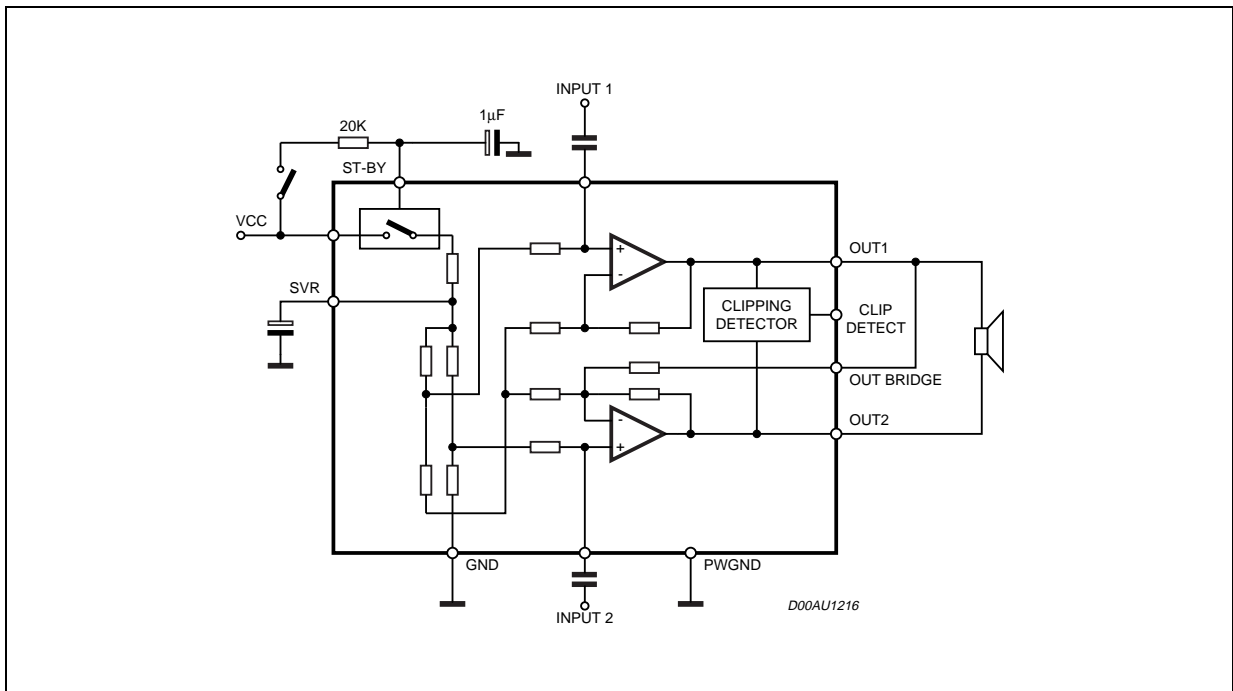 INPUT 1
20K
1µF
ST-BY
VCC
+
-
OUT1
SVR
CLIPPING
DETECTOR
CLIP
DETECT
OUT BRIDGE
-
+
OUT2
GND
PWGND
INPUT 2
D00AU1216